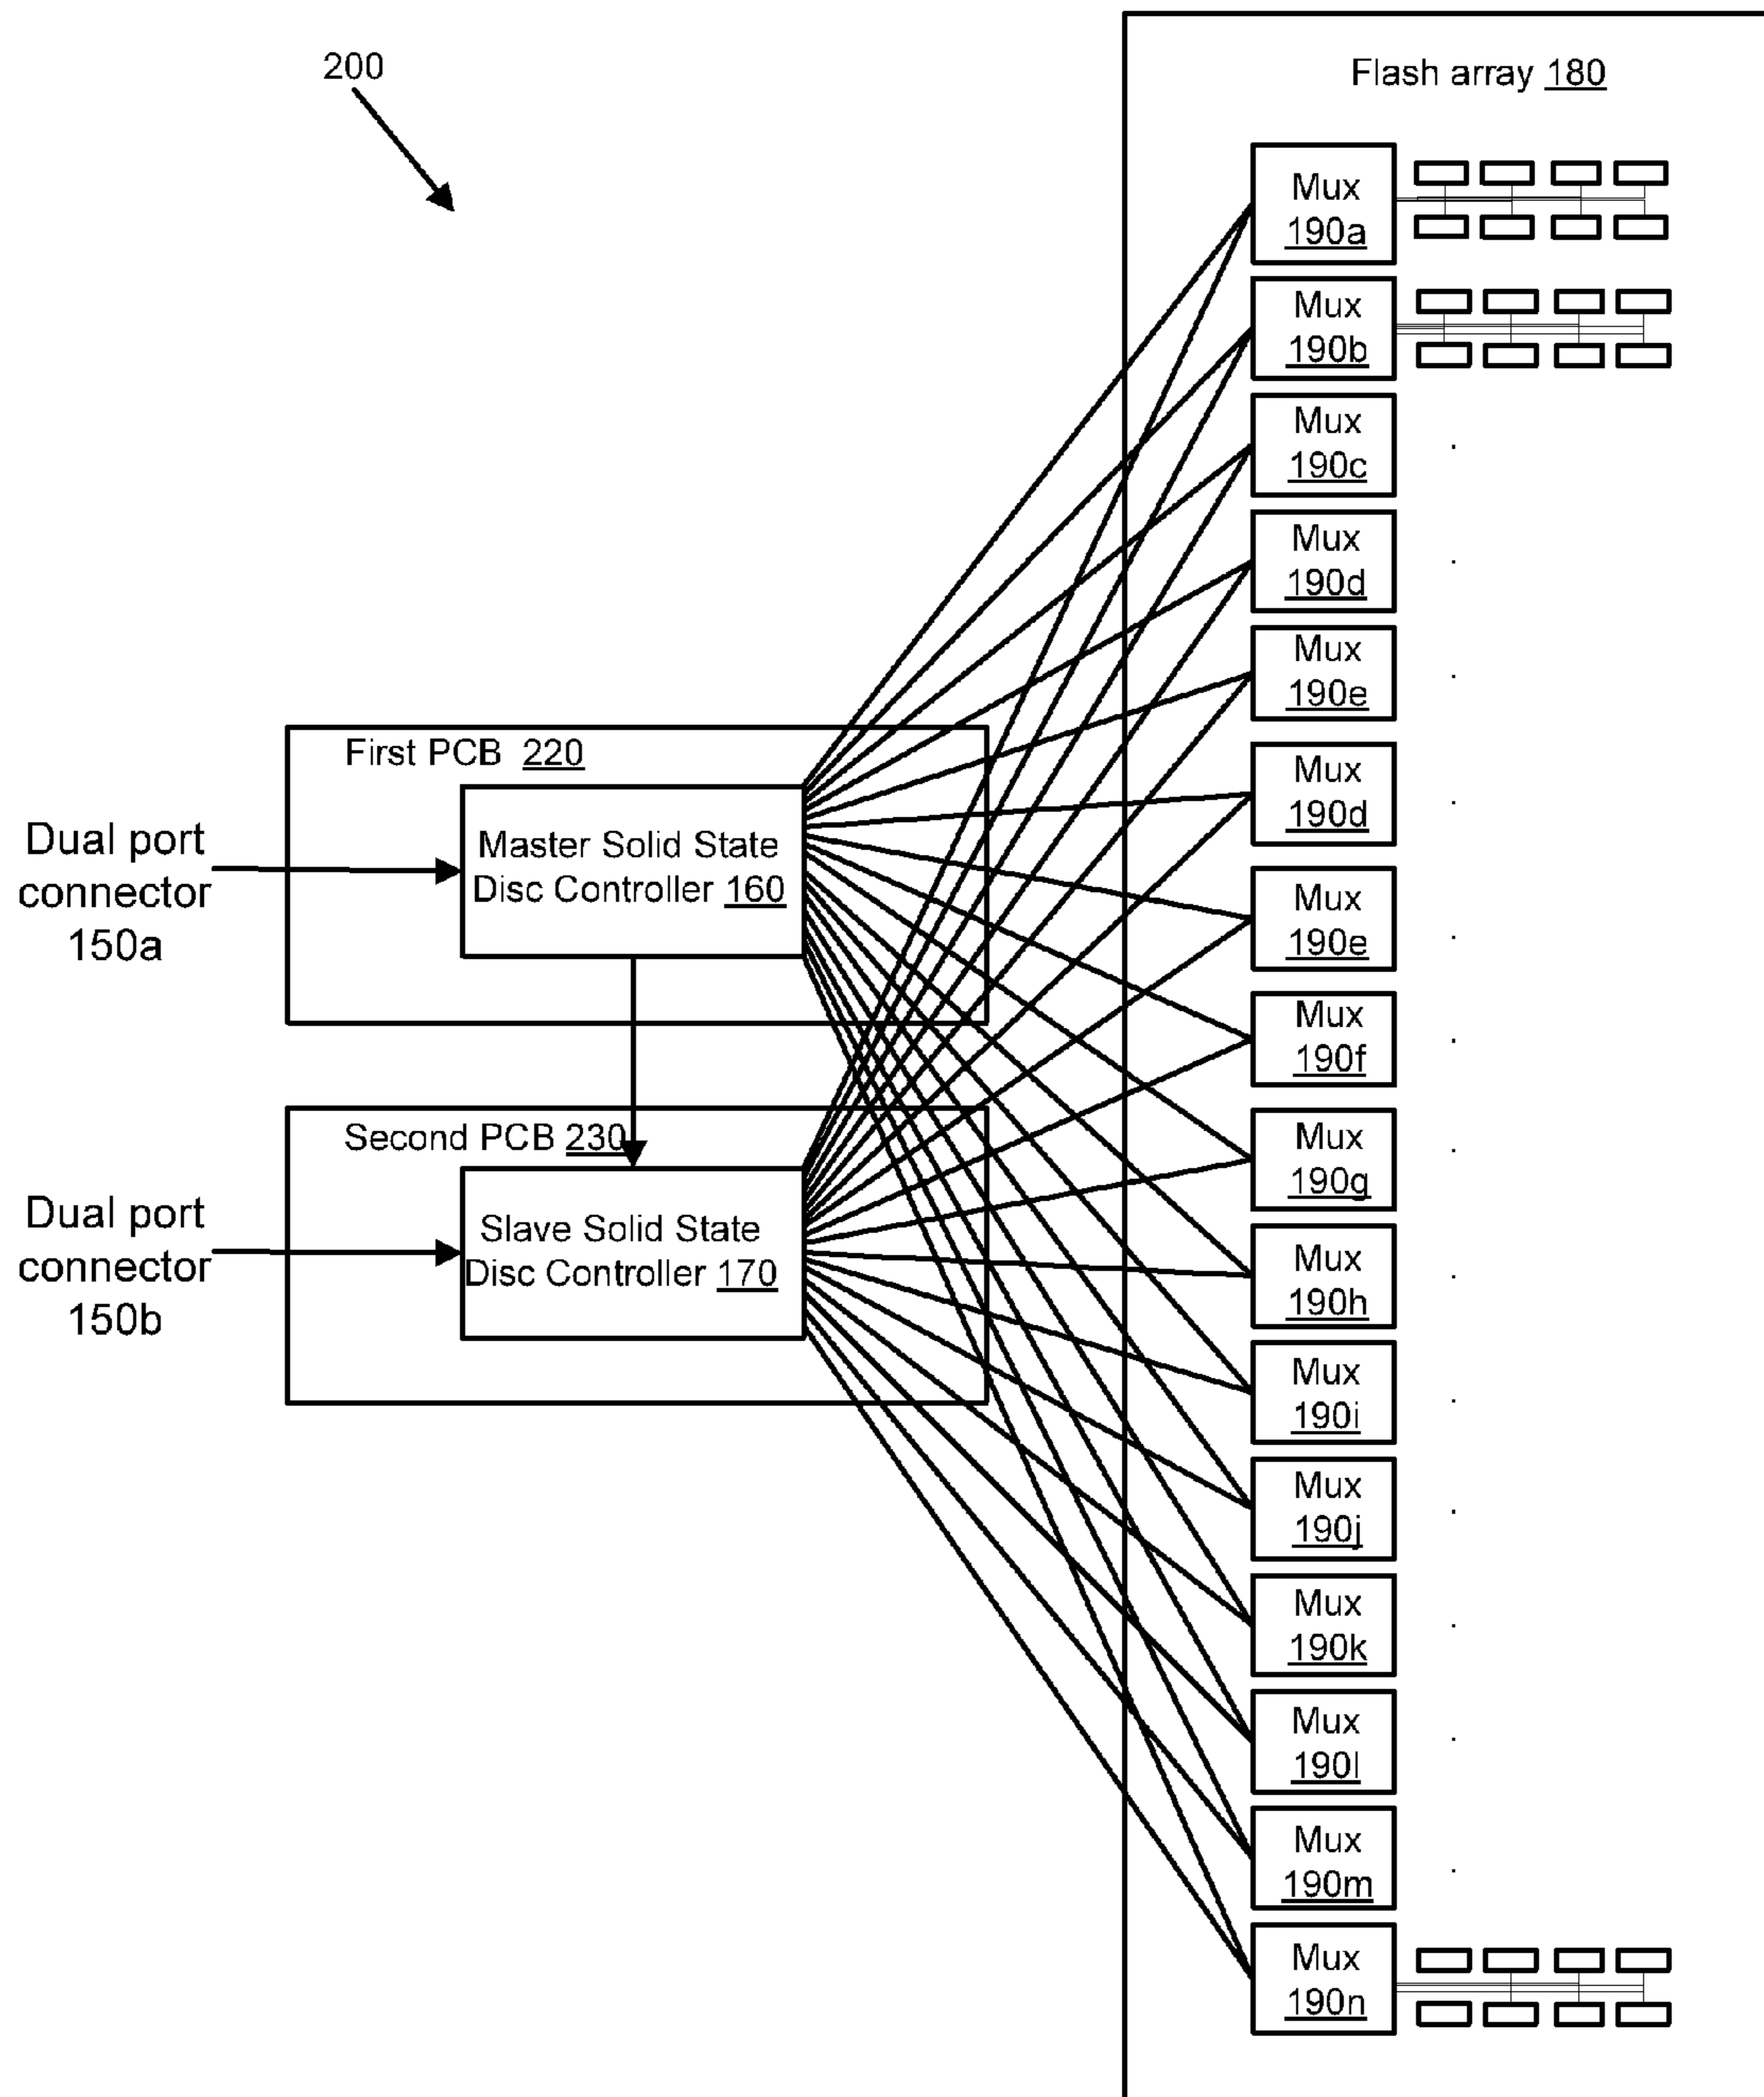 200
Flash array 180
Mux
190a
Mux
190b
Mux
190c
Mux
190d
Mux
190e
Mux
190d
Mux
190e
Mux
190f
Mux
190g
Mux
190h
Mux
190i
Mux
190j
Mux
190k
Mux
190l
Mux
190m
Mux
190n
First PCB 220
Master Solid State
Disc Controller 160
Dual port
connector
150a
Second PCB 230
Slave Solid State
Disc Controller 170
Dual port
connector
150b